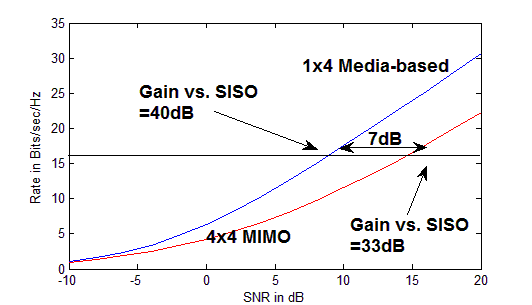 35
30
25
20
15
10
5
0
-10
-5
0
5
10
15
20
Rate in Bits/sec/Hz
SNR in dB
1x4 Media-based
Gain vs. SISO
=40dB
7dB
Gain vs. SISO
=33dB
4x4 MIMO